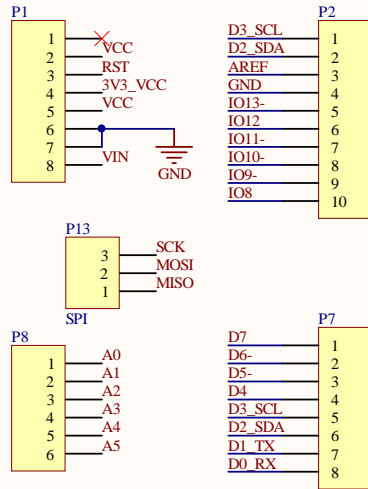 P1
1
2 VCC
3 RST
4 3V3_VCC
5 VCC
6
7
8 VIN
GND
P2
D3_SCL 1
D2_SDA 2
AREF 3
GND 4
IO13- 5
IO12 6
IO11- 7
IO10- 8
IO9- 9
IO8 10
P13
3 SCK
2 MOSI
1 MISO
SPI
P8
1 A0
2 A1
3 A2
4 A3
5 A4
6 A5
P7
D7 1
D6- 2
D5- 3
D4 4
D3_SCL 5
D2_SDA 6
D1_TX 7
D0_RX 8